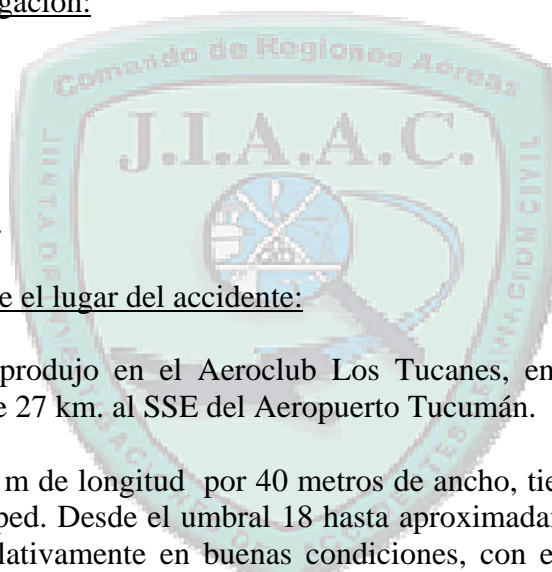 gación:
Comando de Regiones Aéreas
J.I.A.A.C.
e el lugar del accidente:
produjo en el Aeroclub Los Tucanes, en
e 27 km. al SSE del Aeropuerto Tucumán.
m de longitud por 40 metros de ancho, tie
ped. Desde el umbral 18 hasta aproximadar
lativamente en buenas condiciones, con e